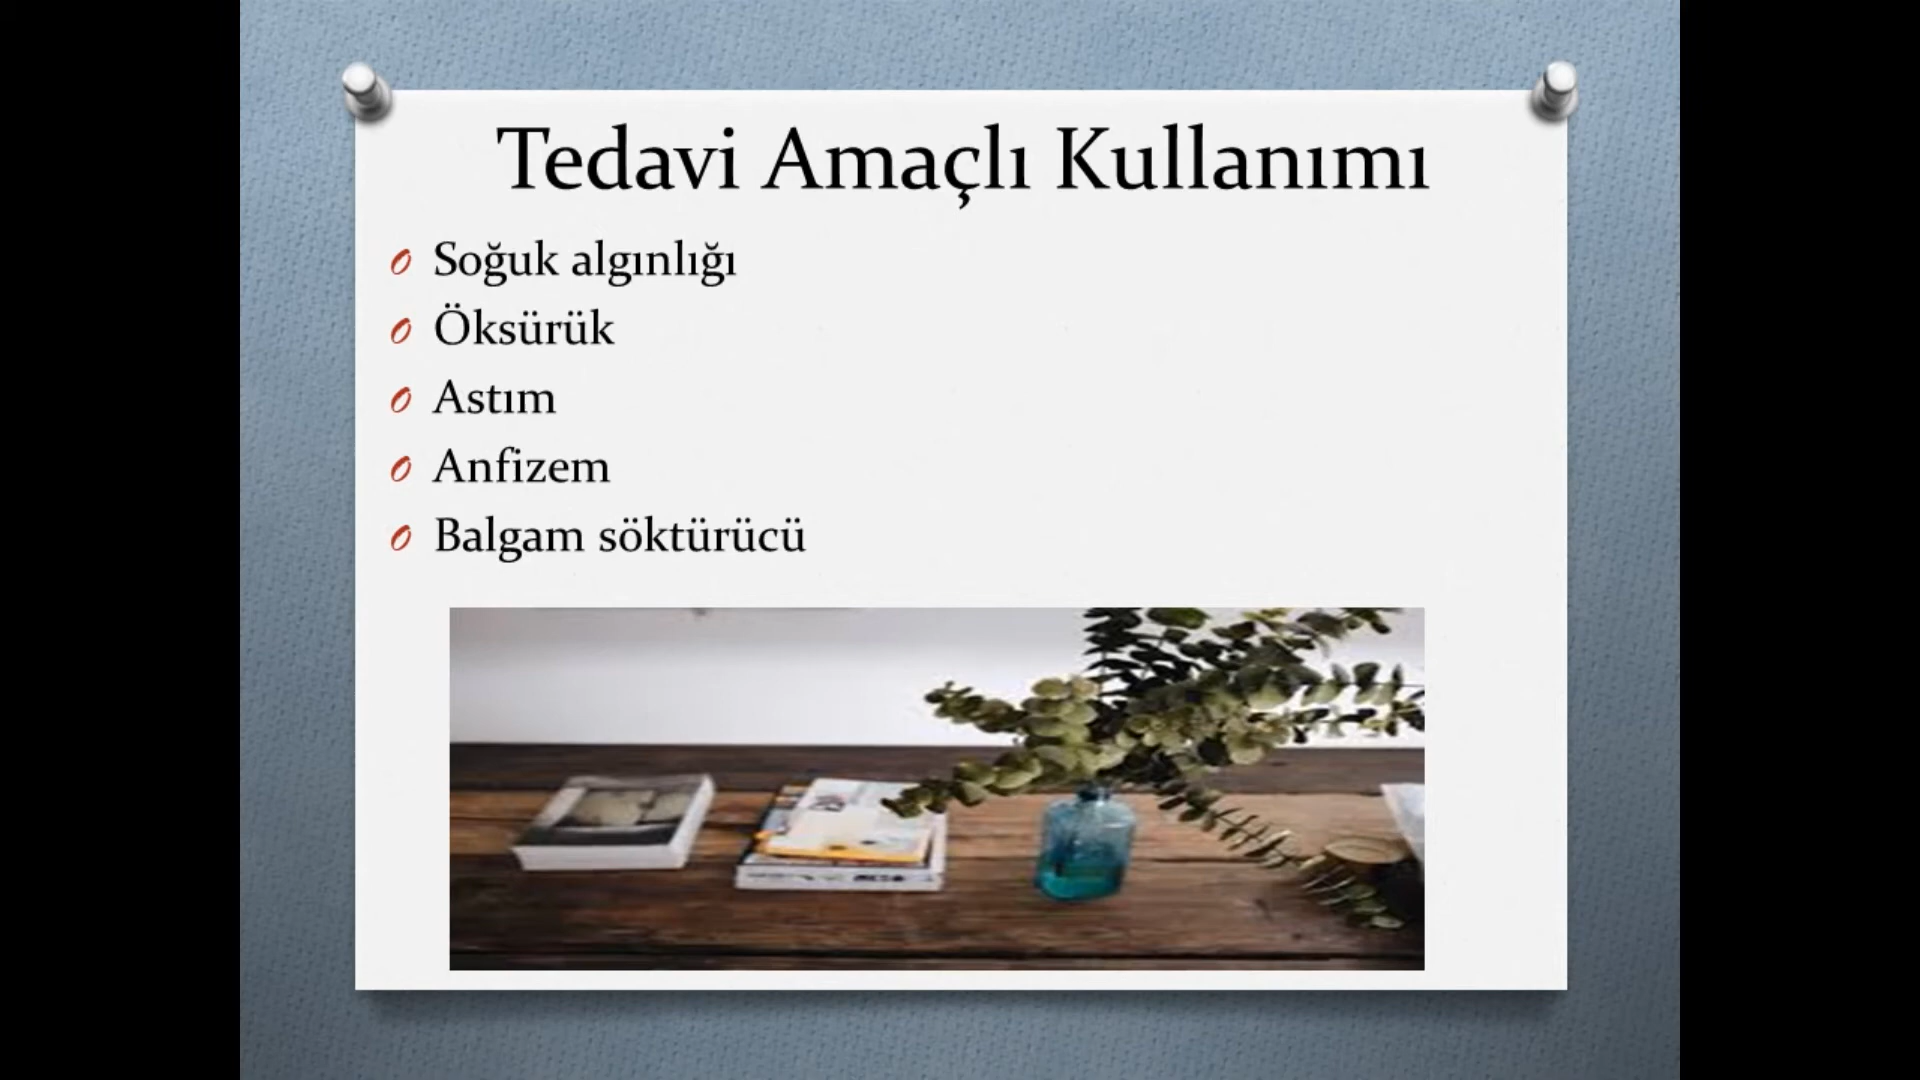 Tedavi Amaçlı Kullanımı
Soğuk algınlığı
Öksürük
Astım
Anfizem
Balgam söktürücü